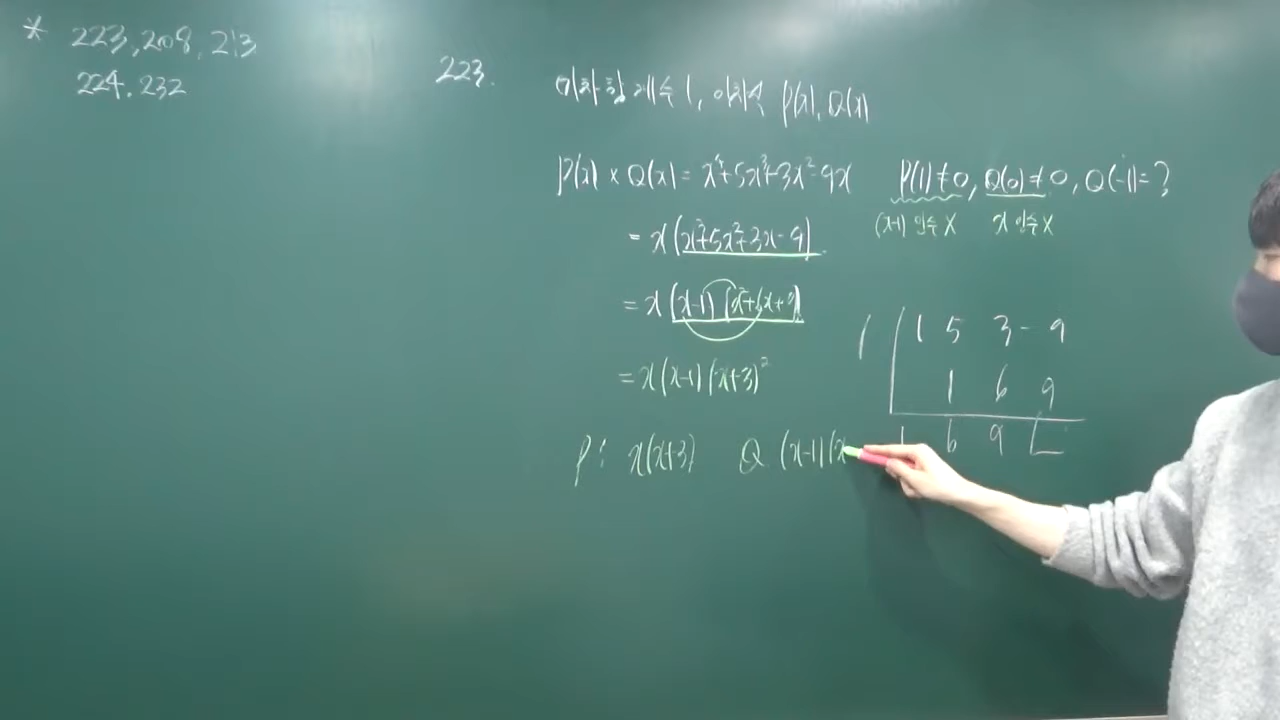 * 223, 208, 213
224. 232
223.
이차항 계수 1, 이차식 P(x), Q(x)
P(x) × Q(x) = x⁴+5x³+3x²-9x
P(1)≠0, Q(0)≠0, Q(-1)=?
(x-1) 인수 X
x 인수 X
= x(x³+5x²+3x-9)
= x(x-1)(x²+6x+9)
= x(x-1)(x+3)²
1 1 5 3 -9
1 6 9
1 6 9
P: x(x+3) Q (x-1)(x